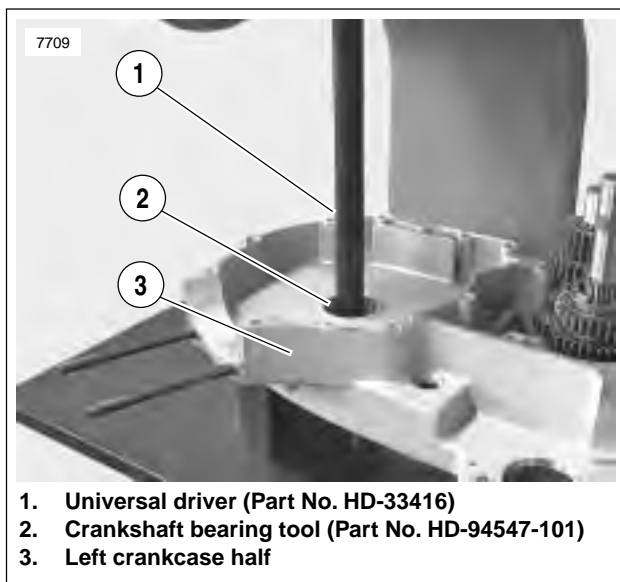 7709
1
2
3
1. Universal driver (Part No. HD-33416)
2. Crankshaft bearing tool (Part No. HD-94547-101)
3. Left crankcase half